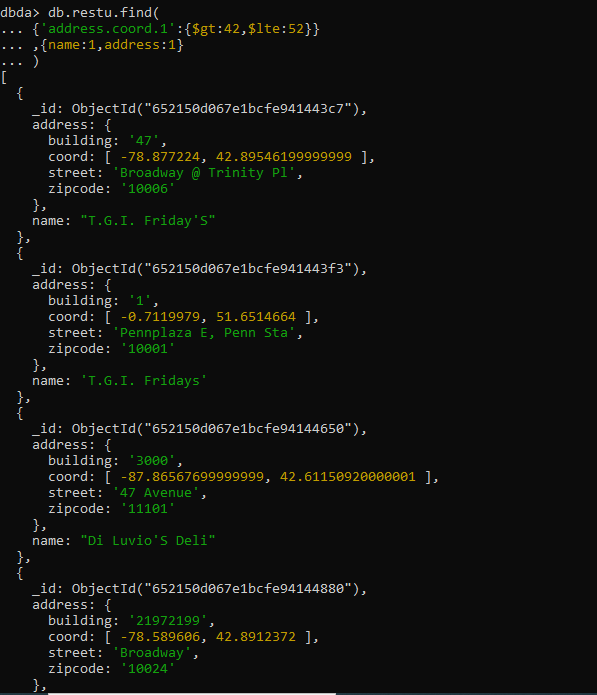 dbda> db.restu.find(
... {'address.coord.1':{$gt:42,$lte:52}}
... ,{name:1,address:1}
... )
[
  {
    _id: ObjectId("652150d067e1bcfe941443c7"),
    address: {
      building: '47',
      coord: [ -78.877224, 42.89546199999999 ],
      street: 'Broadway @ Trinity Pl',
      zipcode: '10006'
    },
    name: "T.G.I. Friday'S"
  },
  {
    _id: ObjectId("652150d067e1bcfe941443f3"),
    address: {
      building: '1',
      coord: [ -0.7119979, 51.6514664 ],
      street: 'Pennplaza E, Penn Sta',
      zipcode: '10001'
    },
    name: 'T.G.I. Fridays'
  },
  {
    _id: ObjectId("652150d067e1bcfe94144650"),
    address: {
      building: '3000',
      coord: [ -87.86567699999999, 42.61150920000001 ],
      street: '47 Avenue',
      zipcode: '11101'
    },
    name: "Di Luvio'S Deli"
  },
  {
    _id: ObjectId("652150d067e1bcfe94144880"),
    address: {
      building: '21972199',
      coord: [ -78.589606, 42.8912372 ],
      street: 'Broadway',
      zipcode: '10024'
    },